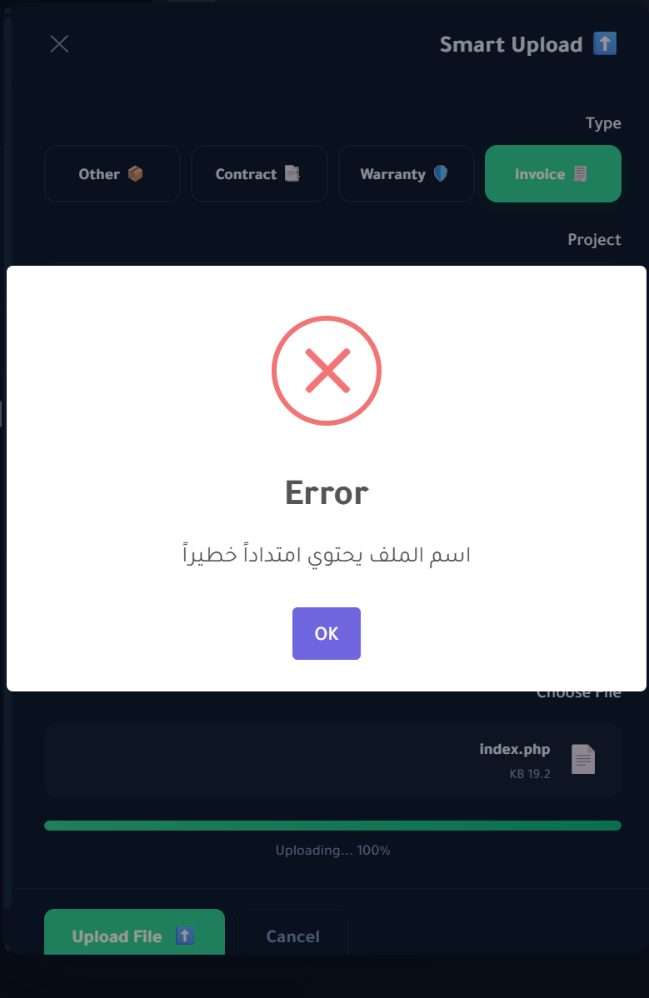 Smart Upload ⬆️
Type
Invoice 🧾
Warranty 🛡️
Contract 📑
Other 📦
Project
Error
اسم الملف يحتوي امتداداً خطيراً
OK
Choose File
index.php
KB 19.2
Uploading... 100%
Upload File ⬆️
Cancel